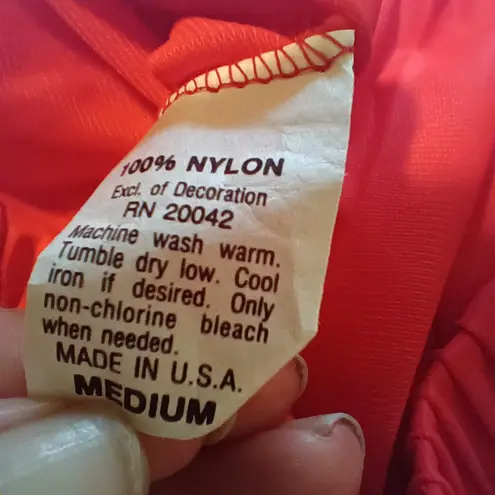 100% NYLON
Excl. of Decoration
RN 20042
Machine wash warm.
Tumble dry low. Cool
iron if desired. Only
non-chlorine bleach
when needed.
MADE IN U.S.A.
MEDIUM